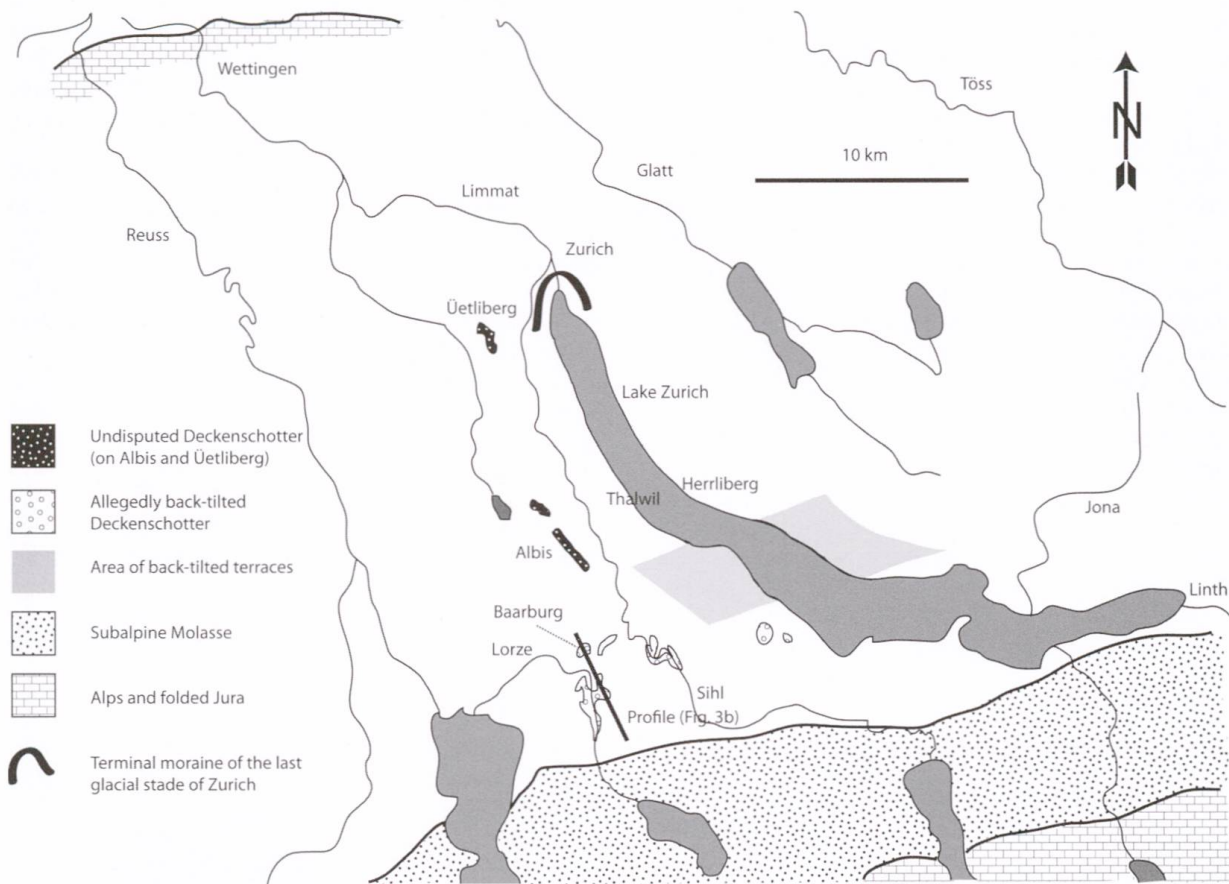 Wettingen
Töss
N
10 km
Glatt
Limmat
Reuss
Zurich
Üetliberg
Lake Zurich
Undisputed Deckenschotter
(on Albis and Üetliberg)
Herrliberg
Thalwil
Allegedly back-tilted
Deckenschotter
Jona
Albis
Area of back-tilted terraces
Linth
Baarburg
Subalpine Molasse
Lorze
Sihl
Alps and folded Jura
Profile (Fig. 3b)
Terminal moraine of the last
glacial stade of Zurich